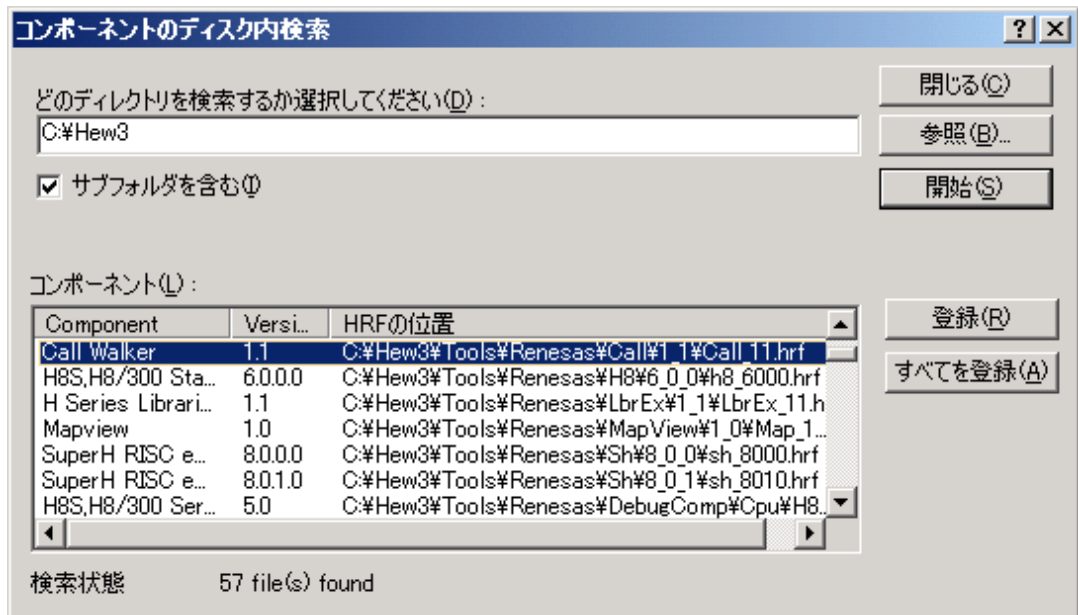 コンポーネントのディスク内検索
どのディレクトリを検索するか選択してください(D) :
C:¥Hew3
サブフォルダを含む(I)
閉じる(C)
参照(B)...
開始(S)
コンポーネント(L) :
Component Versi... HRFの位置
Call Walker 1.1 C:¥Hew3¥Tools¥Renesas¥Call¥1_1¥Call_11.hrf
H8S,H8/300 Sta... 6.0.0.0 C:¥Hew3¥Tools¥Renesas¥H8¥6_0_0¥h8_6000.hrf
H Series Librari... 1.1 C:¥Hew3¥Tools¥Renesas¥LbrEx¥1_1¥LbrEx_11.h
Mapview 1.0 C:¥Hew3¥Tools¥Renesas¥MapView¥1_0¥Map_1...
SuperH RISC e... 8.0.0.0 C:¥Hew3¥Tools¥Renesas¥Sh¥8_0_0¥sh_8000.hrf
SuperH RISC e... 8.0.1.0 C:¥Hew3¥Tools¥Renesas¥Sh¥8_0_1¥sh_8010.hrf
H8S,H8/300 Ser... 5.0 C:¥Hew3¥Tools¥Renesas¥DebugComp¥Cpu¥H8...
登録(R)
すべてを登録(A)
検索状態 57 file(s) found